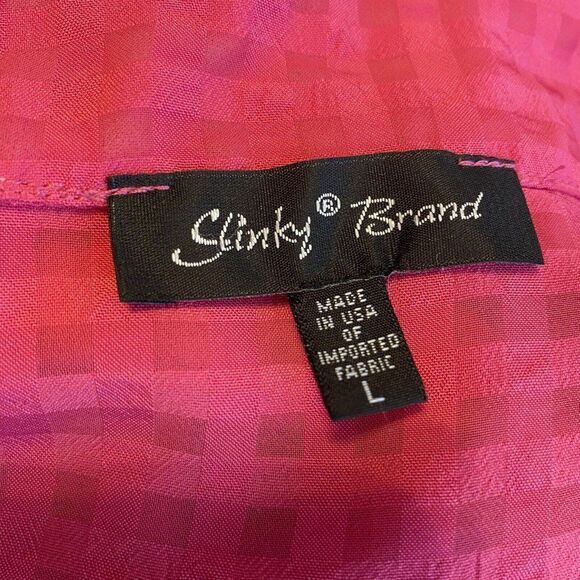 Slinky® Brand
MADE
IN USA
OF
IMPORTED
FABRIC
L